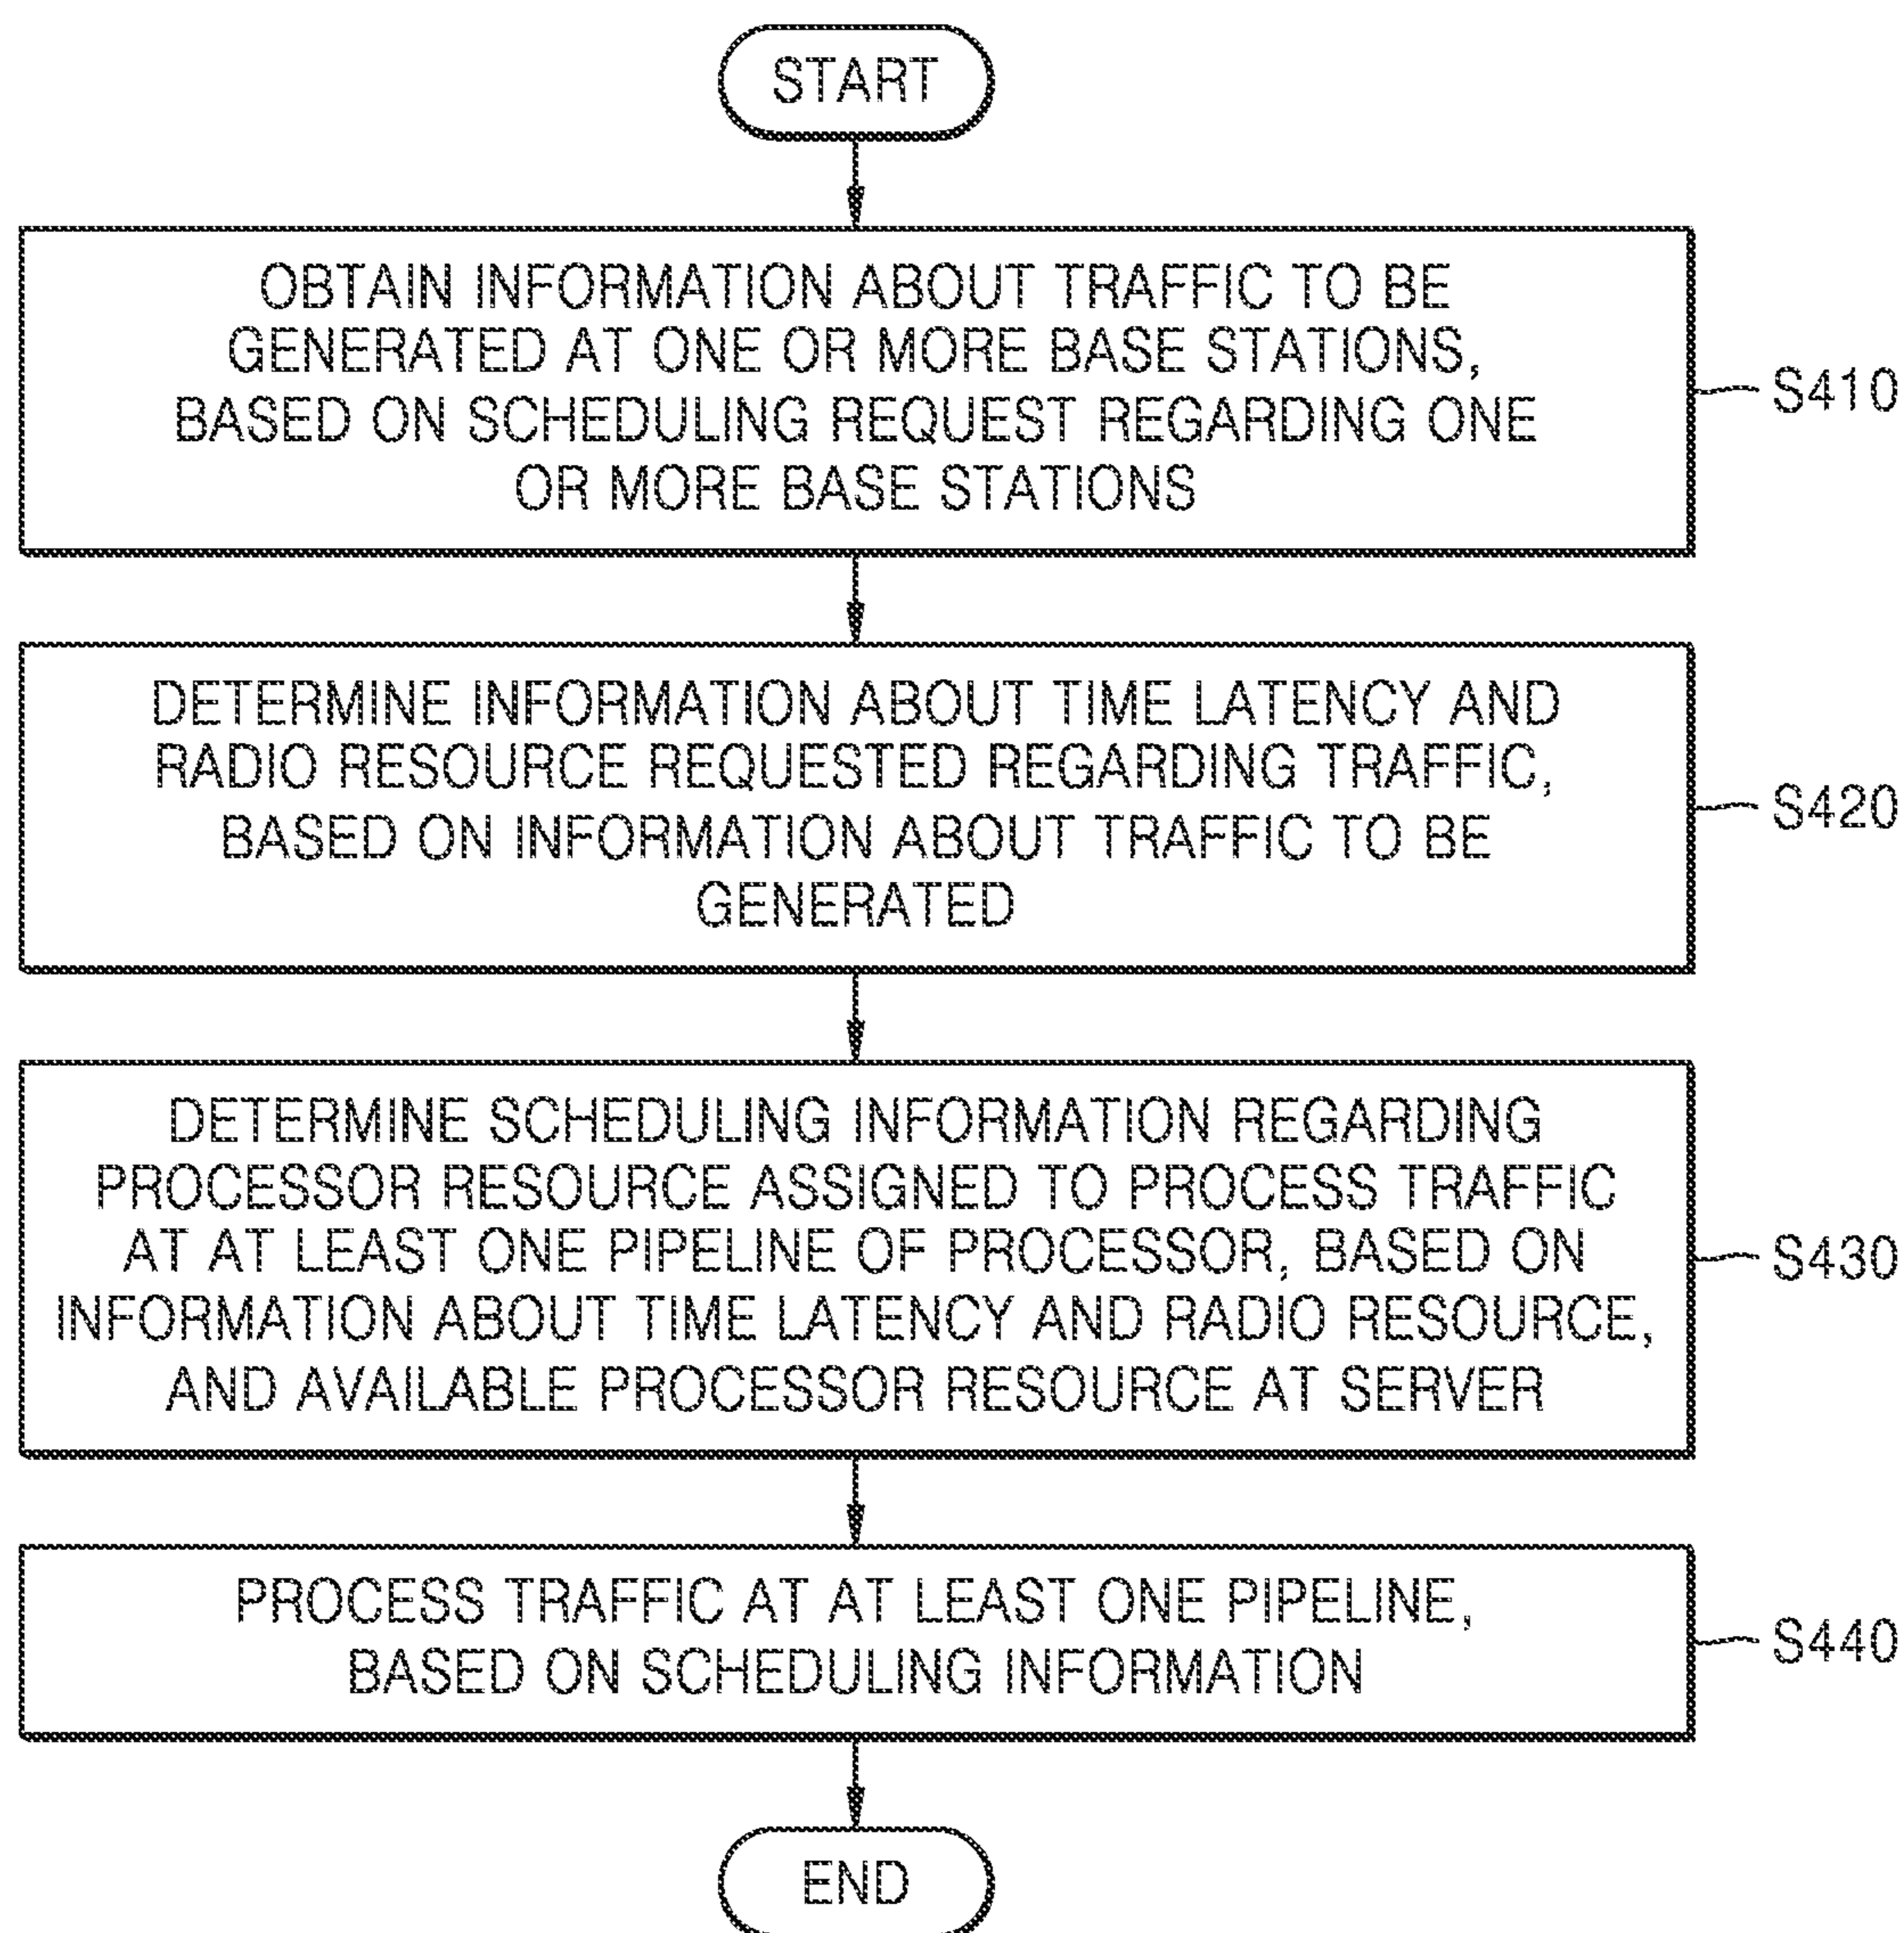 START
OBTAIN INFORMATION ABOUT TRAFFIC TO BE
GENERATED AT ONE OR MORE BASE STATIONS,
BASED ON SCHEDULING REQUEST REGARDING ONE
OR MORE BASE STATIONS
S410
DETERMINE INFORMATION ABOUT TIME LATENCY AND
RADIO RESOURCE REQUESTED REGARDING TRAFFIC,
BASED ON INFORMATION ABOUT TRAFFIC TO BE
GENERATED
S420
DETERMINE SCHEDULING INFORMATION REGARDING
PROCESSOR RESOURCE ASSIGNED TO PROCESS TRAFFIC
AT AT LEAST ONE PIPELINE OF PROCESSOR, BASED ON
INFORMATION ABOUT TIME LATENCY AND RADIO RESOURCE,
AND AVAILABLE PROCESSOR RESOURCE AT SERVER
S430
PROCESS TRAFFIC AT AT LEAST ONE PIPELINE,
BASED ON SCHEDULING INFORMATION
S440
END